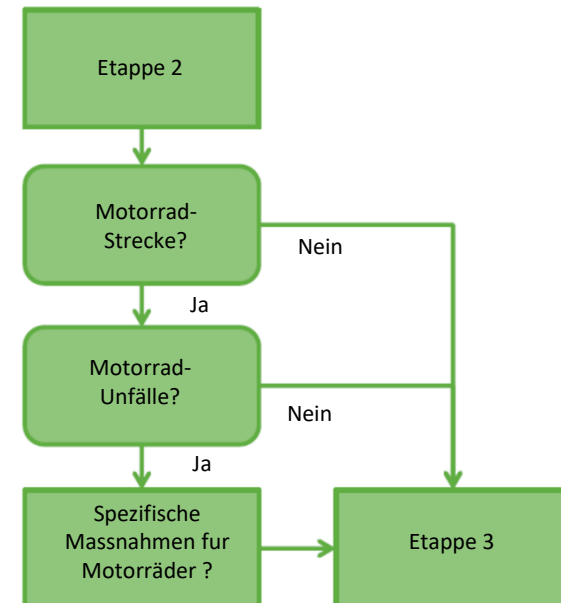 Etappe 2
Motorrad-
Strecke?
Nein
Ja
Motorrad-
Unfälle?
Nein
Ja
Spezifische
Massnahmen fur
Motorräder ?
Etappe 3